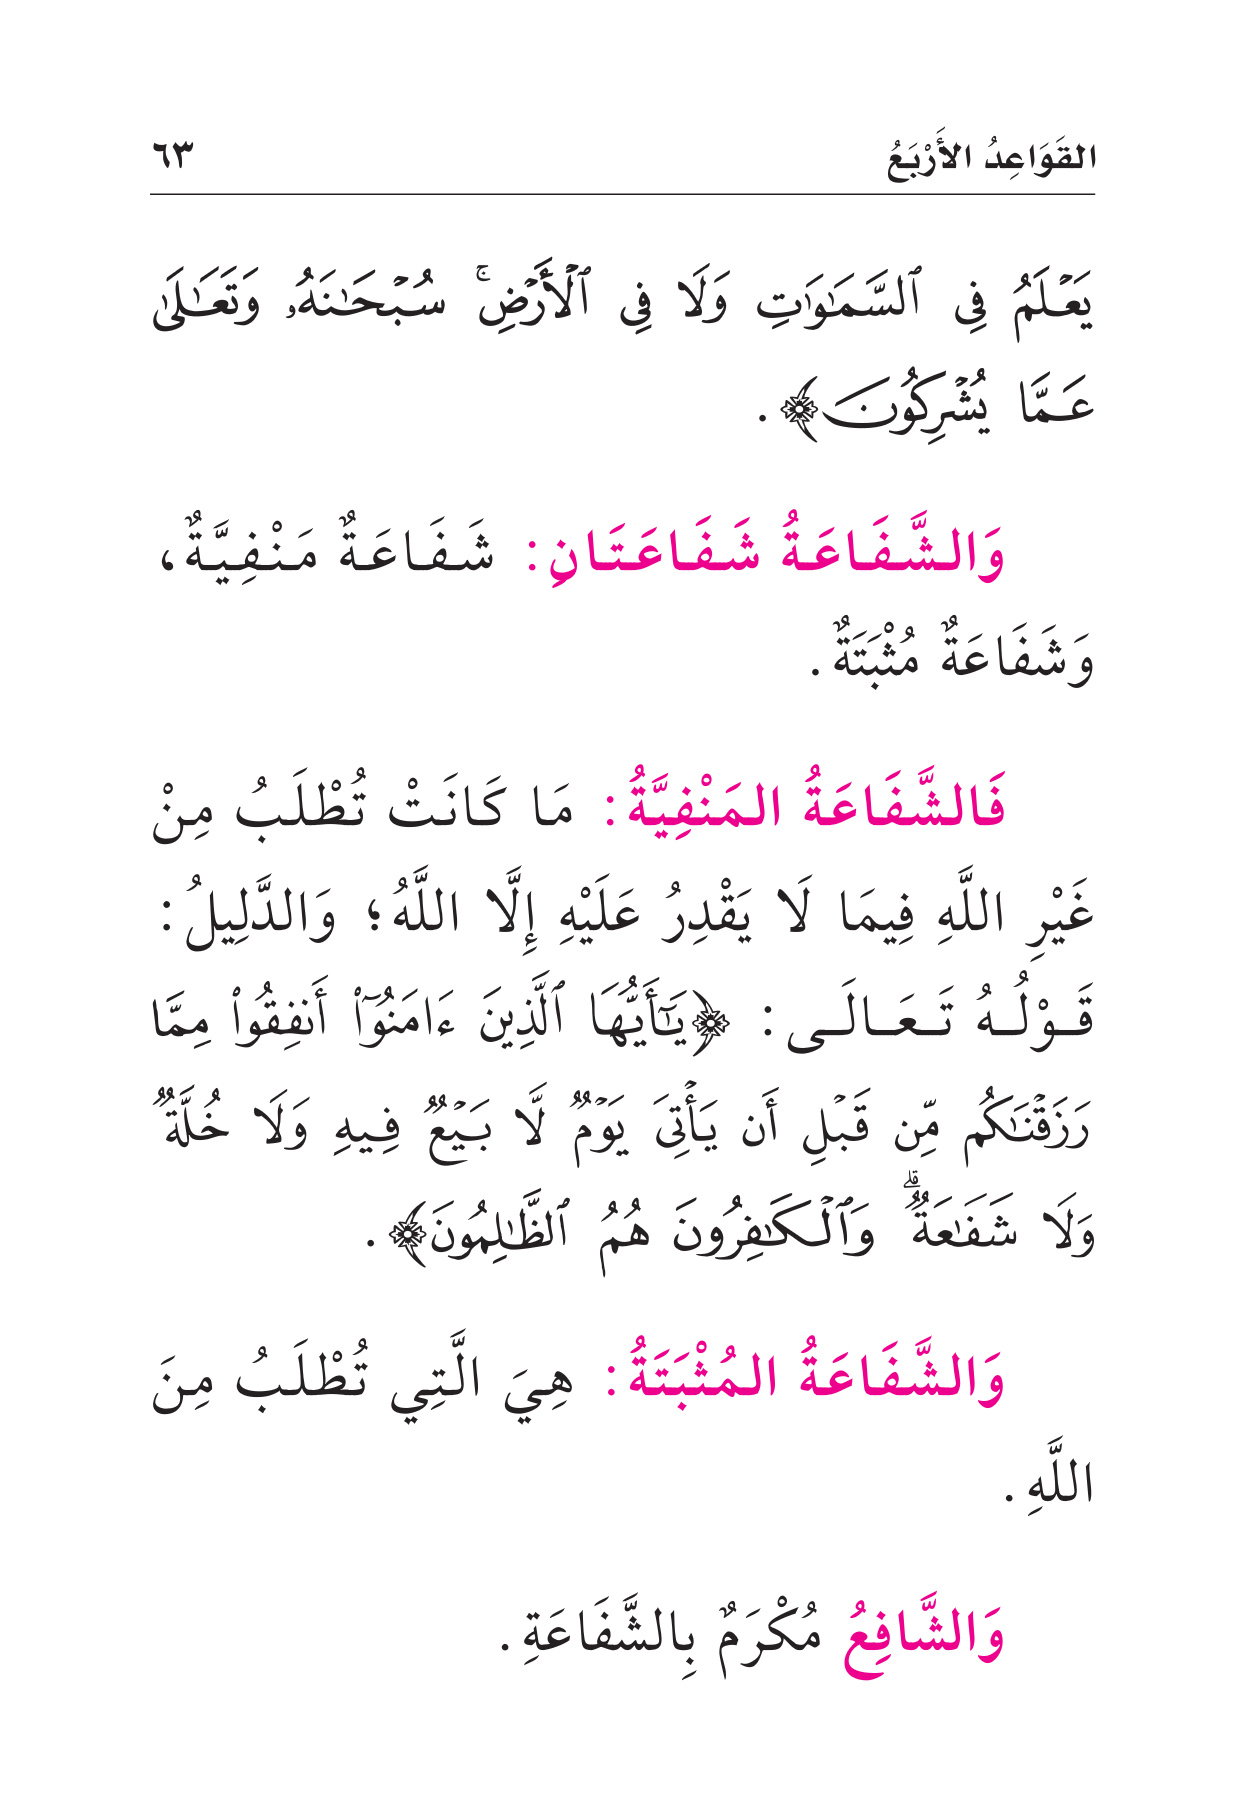 القَوَاعِدُ الأَرْبَعُ ٦٣
يَعۡلَمُ فِي ٱلسَّمَٰوَٰتِ وَلَا فِي ٱلۡأَرۡضِۚ سُبۡحَٰنَهُۥ وَتَعَٰلَىٰ
عَمَّا يُشۡرِكُونَ﴾.
وَالشَّفَاعَةُ شَفَاعَتَانِ: شَفَاعَةٌ مَنْفِيَّةٌ،
وَشَفَاعَةٌ مُثْبَتَةٌ.
فَالشَّفَاعَةُ المَنْفِيَّةُ: مَا كَانَتْ تُطْلَبُ مِنْ
غَيْرِ اللَّهِ فِيمَا لَا يَقْدِرُ عَلَيْهِ إِلَّا اللَّهُ؛ وَالدَّلِيلُ:
قَوْلُهُ تَعَالَى: ﴿يَٰٓأَيُّهَا ٱلَّذِينَ ءَامَنُوٓاْ أَنفِقُواْ مِمَّا
رَزَقۡنَٰكُم مِّن قَبۡلِ أَن يَأۡتِيَ يَوۡمٞ لَّا بَيۡعٞ فِيهِ وَلَا خُلَّةٞ
وَلَا شَفَٰعَةٞۗ وَٱلۡكَٰفِرُونَ هُمُ ٱلظَّٰلِمُونَ﴾.
وَالشَّفَاعَةُ المُثْبَتَةُ: هِيَ الَّتِي تُطْلَبُ مِنَ
اللَّهِ.
وَالشَّافِعُ مُكْرَمٌ بِالشَّفَاعَةِ.